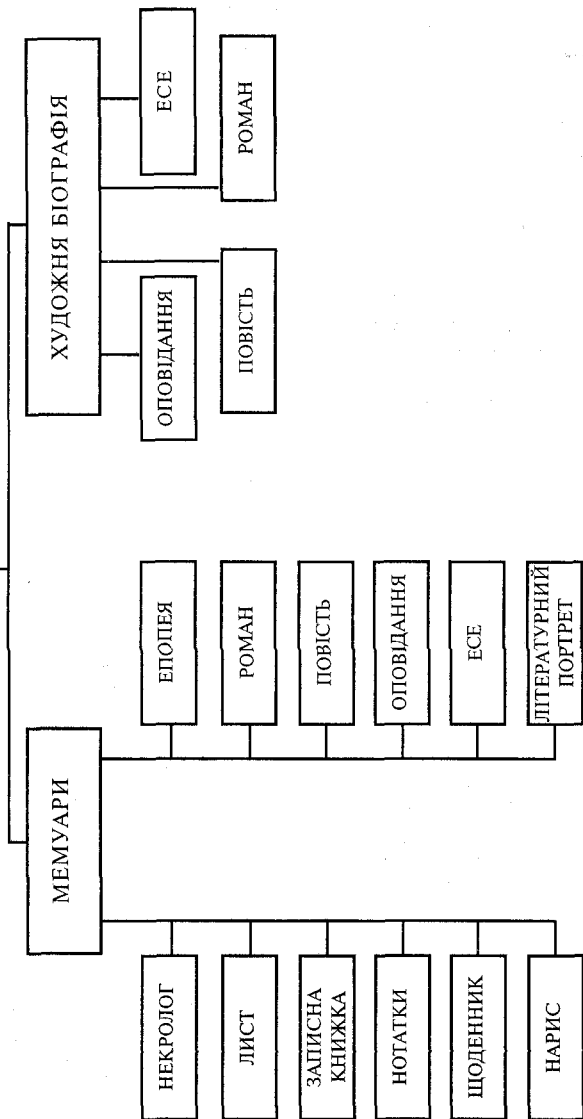 МЕМУАРИ
НЕКРОЛОГ
ЛИСТ
ЗАПИСНА
КНИЖКА
НОТАТКИ
ЩОДЕННИК
НАРИС
ЕПОПЕЯ
РОМАН
ПОВІСТЬ
ОПОВІДАННЯ
ЕСЕ
ЛІТЕРАТУРНИЙ
ПОРТРЕТ
ХУДОЖНЯ БІОГРАФІЯ
ОПОВІДАННЯ
ПОВІСТЬ
РОМАН
ЕСЕ